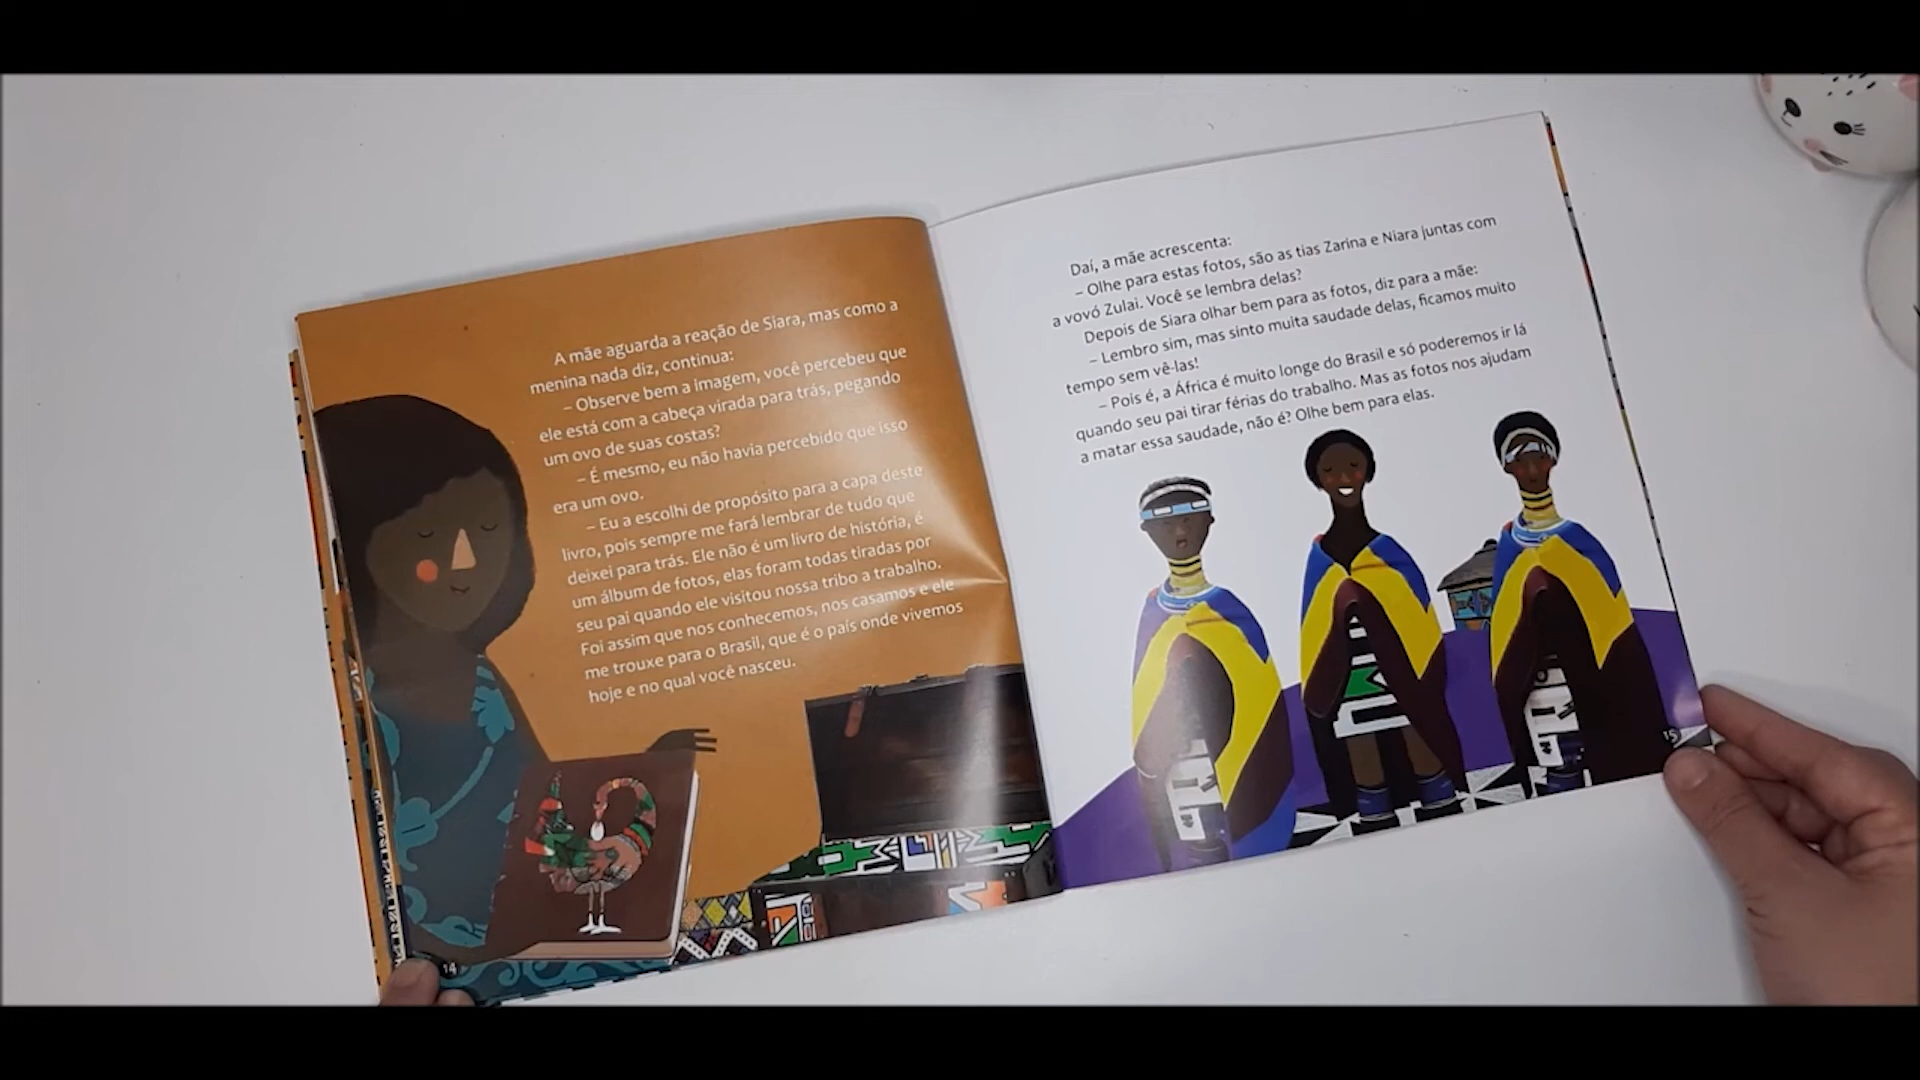 A mãe aguarda a reação de Siara, mas como a
menina nada diz, continua:
– Observe bem a imagem, você percebeu que
ele está com a cabeça virada para trás, pegando
um ovo de suas costas?
– É mesmo, eu não havia percebido que isso
era um ovo.
– Eu a escolhi de propósito para a capa deste
livro, pois sempre me fará lembrar de tudo que
deixei para trás. Ele não é um livro de história, é
um álbum de fotos, elas foram todas tiradas por
seu pai quando ele visitou nossa tribo a trabalho.
Foi assim que nos conhecemos, nos casamos e ele
me trouxe para o Brasil, que é o país onde vivemos
hoje e no qual você nasceu.
14
Daí, a mãe acrescenta:
– Olhe para estas fotos, são as tias Zarina e Niara juntas com
a vovó Zulai. Você se lembra delas?
Depois de Siara olhar bem para as fotos, diz para a mãe:
– Lembro sim, mas sinto muita saudade delas, ficamos muito
tempo sem vê-las!
– Pois é, a África é muito longe do Brasil e só poderemos ir lá
quando seu pai tirar férias do trabalho. Mas as fotos nos ajudam
a matar essa saudade, não é? Olhe bem para elas.
15